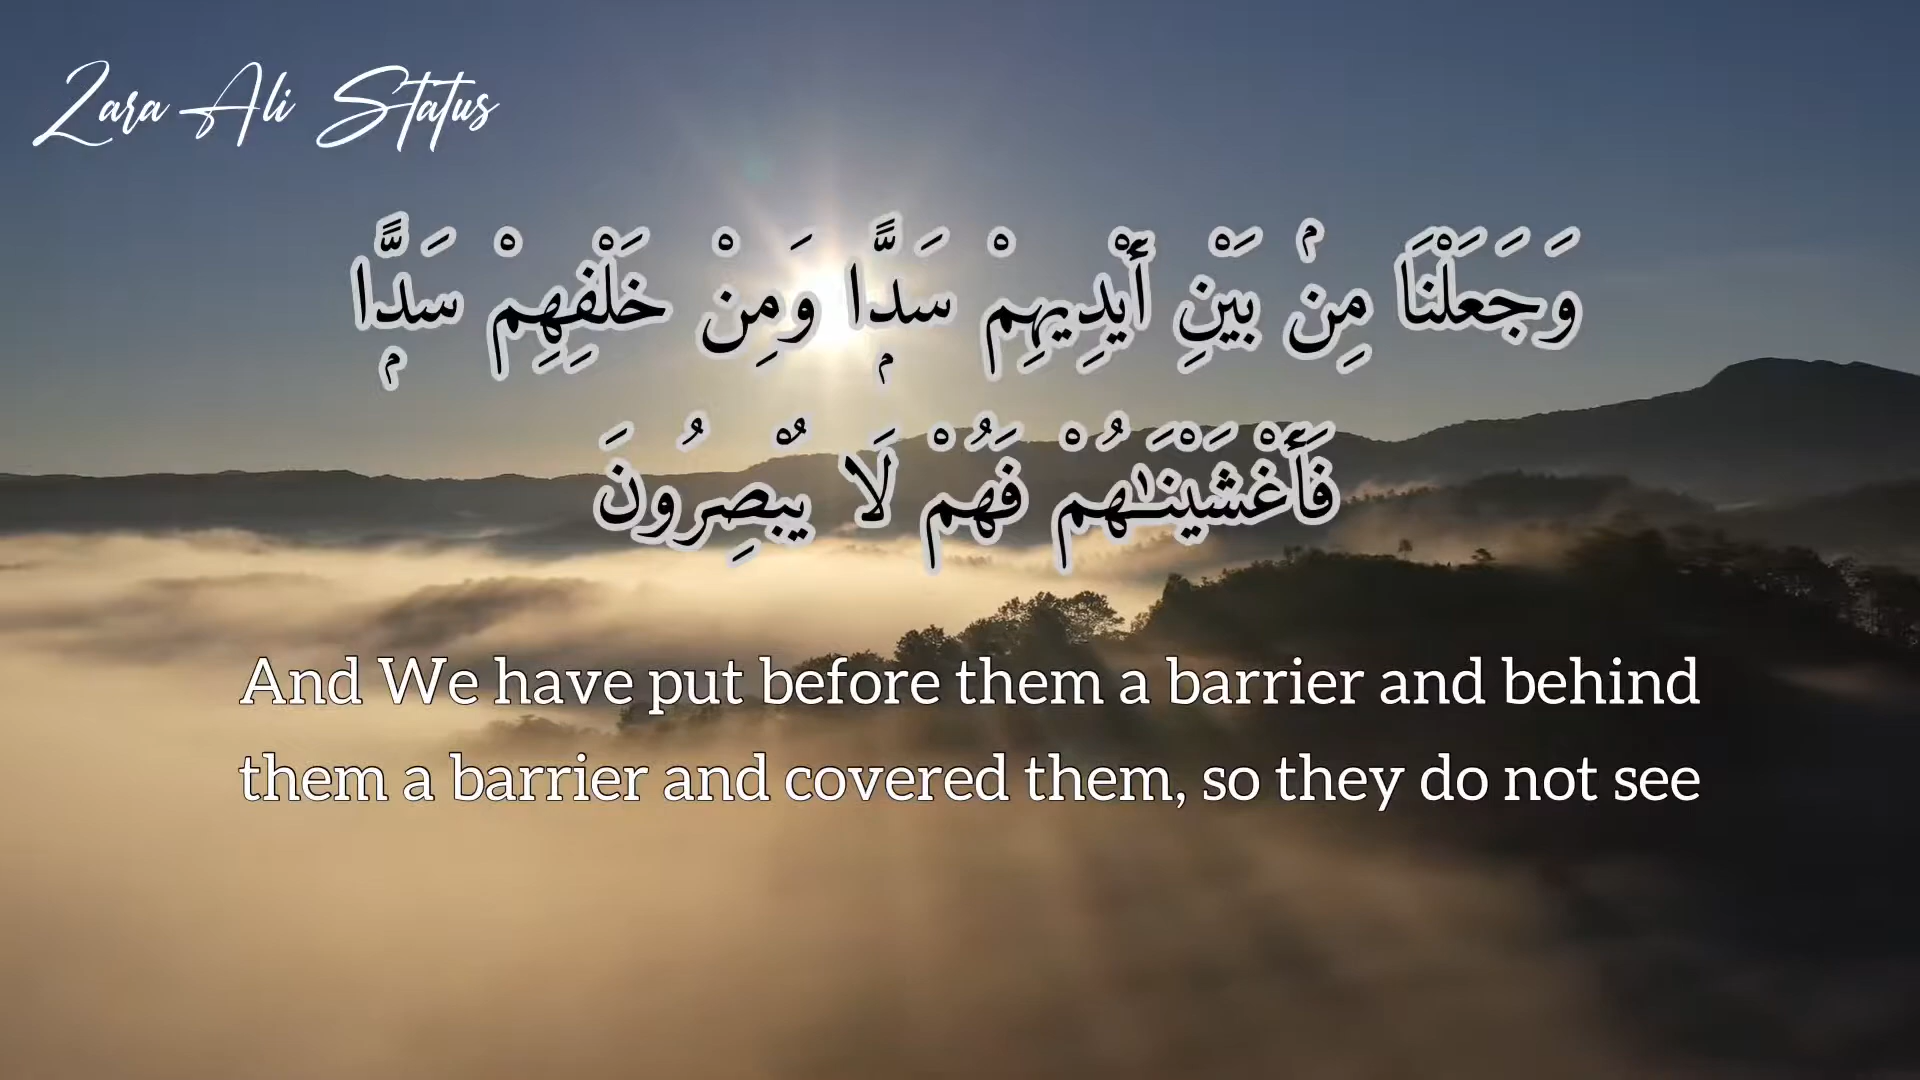 Zara Ali Status
وَجَعَلْنَا مِنۢ بَيْنِ أَيْدِيهِمْ سَدًّۭا وَمِنْ خَلْفِهِمْ سَدًّۭا
فَأَغْشَيْنَـٰهُمْ فَهُمْ لَا يُبْصِرُونَ
And We have put before them a barrier and behind
them a barrier and covered them, so they do not see